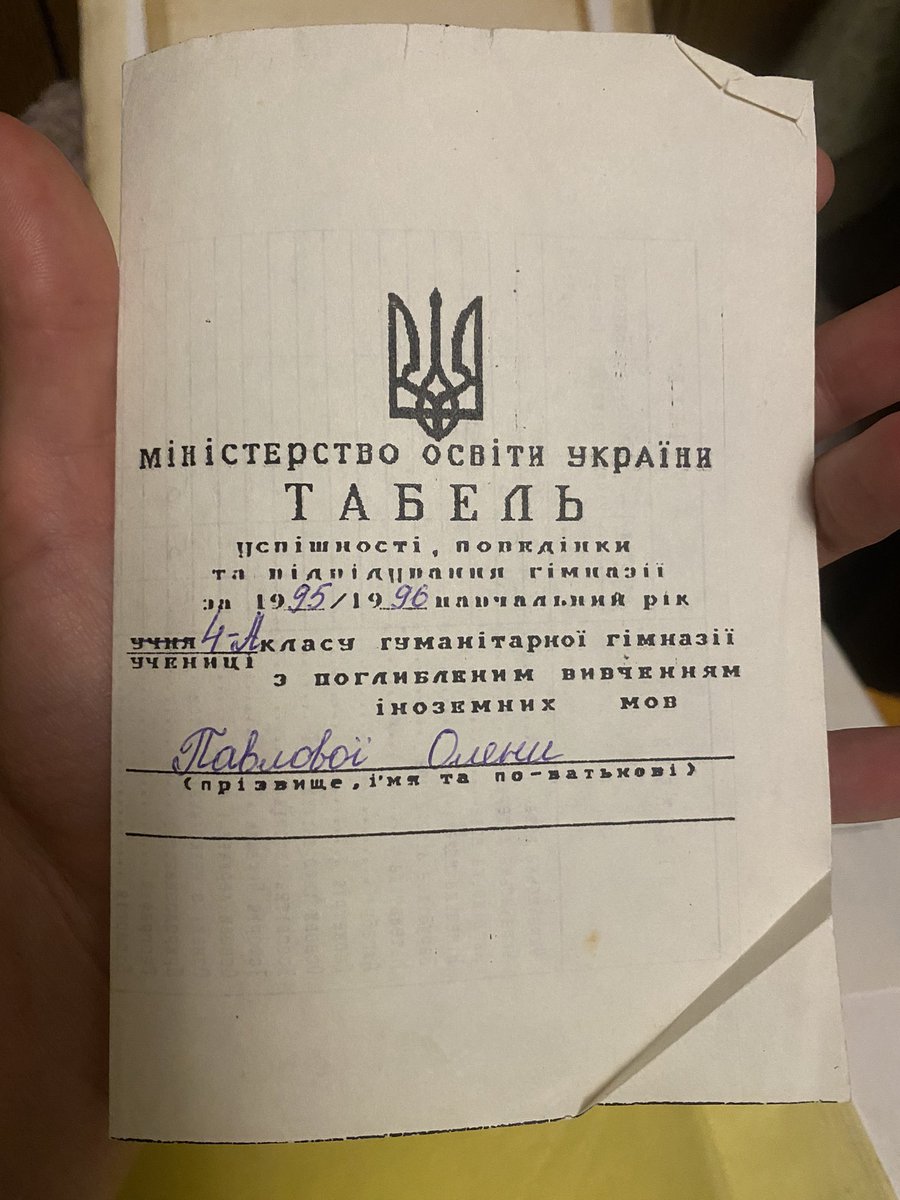 МІНІСТЕРСТВО ОСВІТИ УКРАЇНИ
ТАБЕЛЬ
успішності, поведінки
та відвідування гімназії
за 1995/1996 навчальний рік
учня 4-А класу гуманітарної гімназії
учениці
з поглибленим вивченням
іноземних мов
Павлової Олени
(прізвище, і'мя та по-батькові)